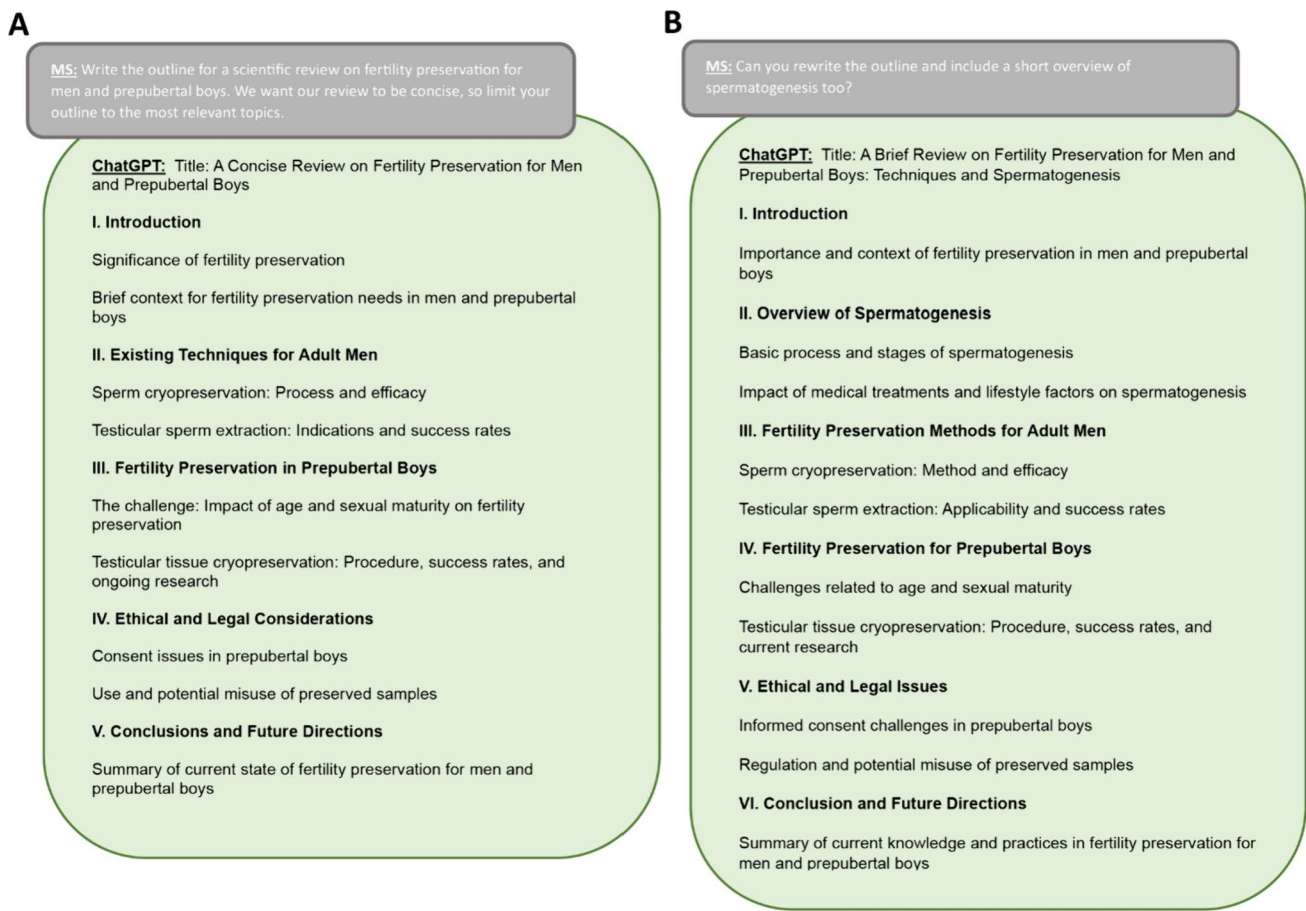 A
MS: Write the outline for a scientific review on fertility preservation for
men and prepubertal boys. We want our review to be concise, so limit your
outline to the most relevant topics.
ChatGPT: Title: A Concise Review on Fertility Preservation for Men
and Prepubertal Boys
I. Introduction
Significance of fertility preservation
Brief context for fertility preservation needs in men and prepubertal
boys
II. Existing Techniques for Adult Men
Sperm cryopreservation: Process and efficacy
Testicular sperm extraction: Indications and success rates
III. Fertility Preservation in Prepubertal Boys
The challenge: Impact of age and sexual maturity on fertility
preservation
Testicular tissue cryopreservation: Procedure, success rates, and
ongoing research
IV. Ethical and Legal Considerations
Consent issues in prepubertal boys
Use and potential misuse of preserved samples
V. Conclusions and Future Directions
Summary of current state of fertility preservation for men and
prepubertal boys
B
MS: Can you rewrite the outline and include a short overview of
spermatogenesis too?
ChatGPT: Title: A Brief Review on Fertility Preservation for Men and
Prepubertal Boys: Techniques and Spermatogenesis
I. Introduction
Importance and context of fertility preservation in men and prepubertal
boys
II. Overview of Spermatogenesis
Basic process and stages of spermatogenesis
Impact of medical treatments and lifestyle factors on spermatogenesis
III. Fertility Preservation Methods for Adult Men
Sperm cryopreservation: Method and efficacy
Testicular sperm extraction: Applicability and success rates
IV. Fertility Preservation for Prepubertal Boys
Challenges related to age and sexual maturity
Testicular tissue cryopreservation: Procedure, success rates, and
current research
V. Ethical and Legal Issues
Informed consent challenges in prepubertal boys
Regulation and potential misuse of preserved samples
VI. Conclusion and Future Directions
Summary of current knowledge and practices in fertility preservation for
men and prepubertal boys